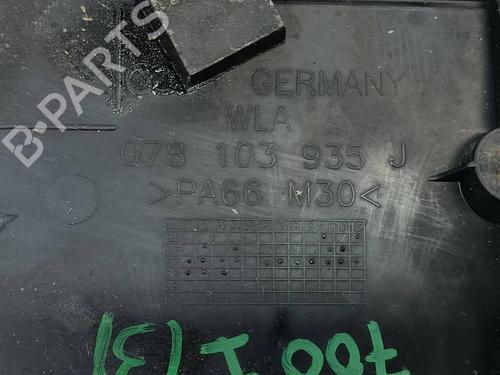 B-PARTS
GERMANY
WLA
078 103 935 J
>PA66 M30<